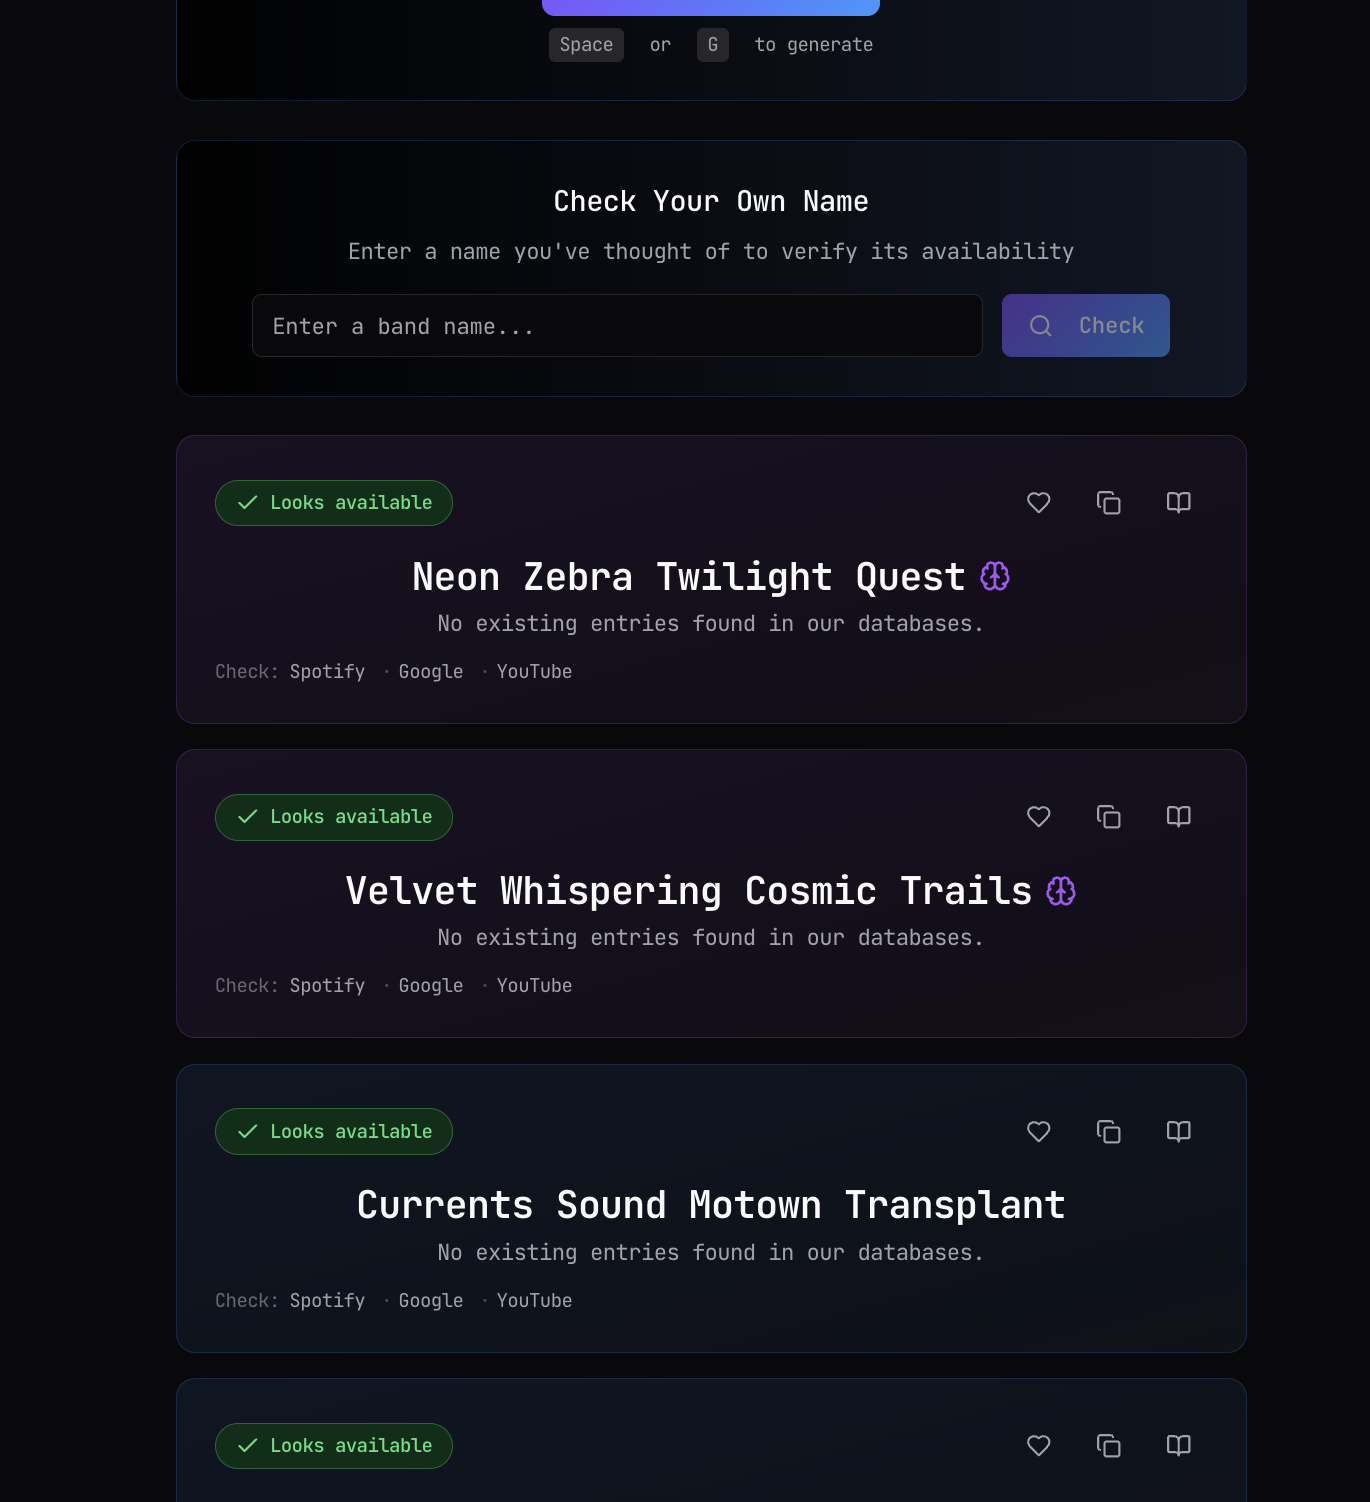 Space or G to generate
Check Your Own Name
Enter a name you've thought of to verify its availability
Enter a band name...
Check
Looks available
Neon Zebra Twilight Quest
No existing entries found in our databases.
Check: Spotify · Google · YouTube
Looks available
Velvet Whispering Cosmic Trails
No existing entries found in our databases.
Check: Spotify · Google · YouTube
Looks available
Currents Sound Motown Transplant
No existing entries found in our databases.
Check: Spotify · Google · YouTube
Looks available